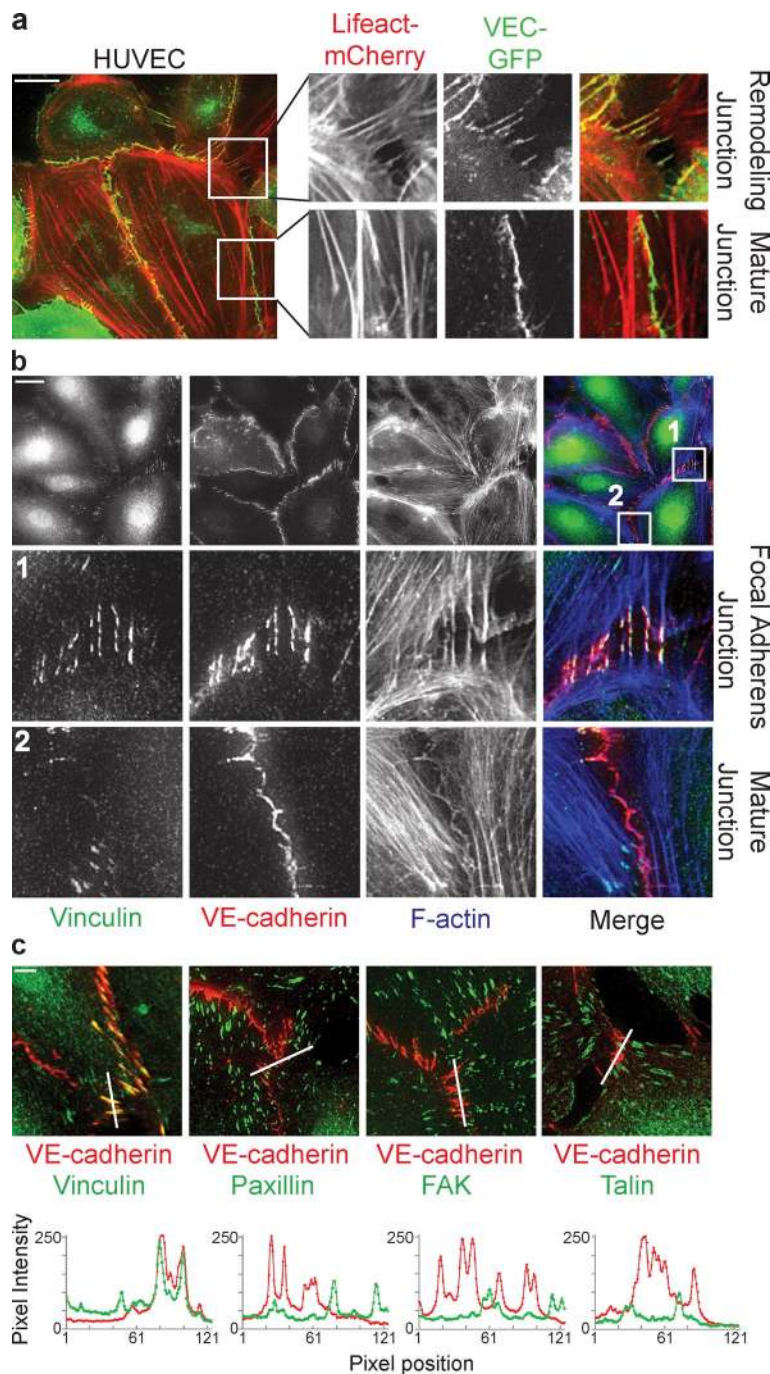 a
HUVEC
Lifeact-
mCherry
VEC-
GFP
Remodeling
Junction
Mature
Junction
b
1
2
1
Focal Adherens
Junction
2
Mature
Junction
Vinculin
VE-cadherin
F-actin
Merge
c
VE-cadherin
Vinculin
VE-cadherin
Paxillin
VE-cadherin
FAK
VE-cadherin
Talin
Pixel Intensity
250
0
1
61
121
250
0
1
61
121
250
0
1
61
121
250
0
1
61
121
Pixel position